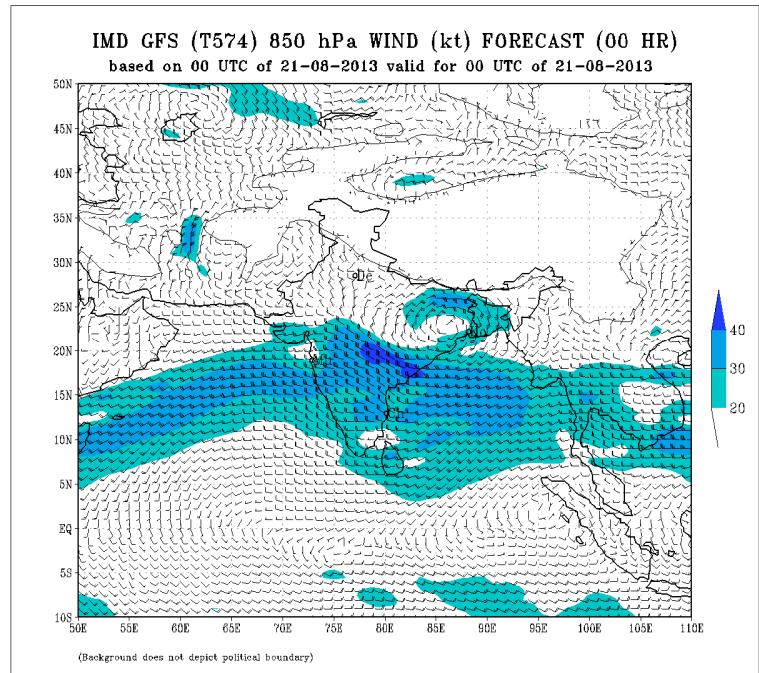 IMD GFS (T574) 850 hPa WIND (kt) FORECAST (00 HR)
based on 00 UTC of 21-08-2013 valid for 00 UTC of 21-08-2013
50N
45N
40N
35N
30N
25N
20N
15N
10N
5N
EQ
5S
10S
50E 55E 60E 65E 70E 75E 80E 85E 90E 95E 100E 105E 110E
40
30
20
(Background does not depict political boundary)